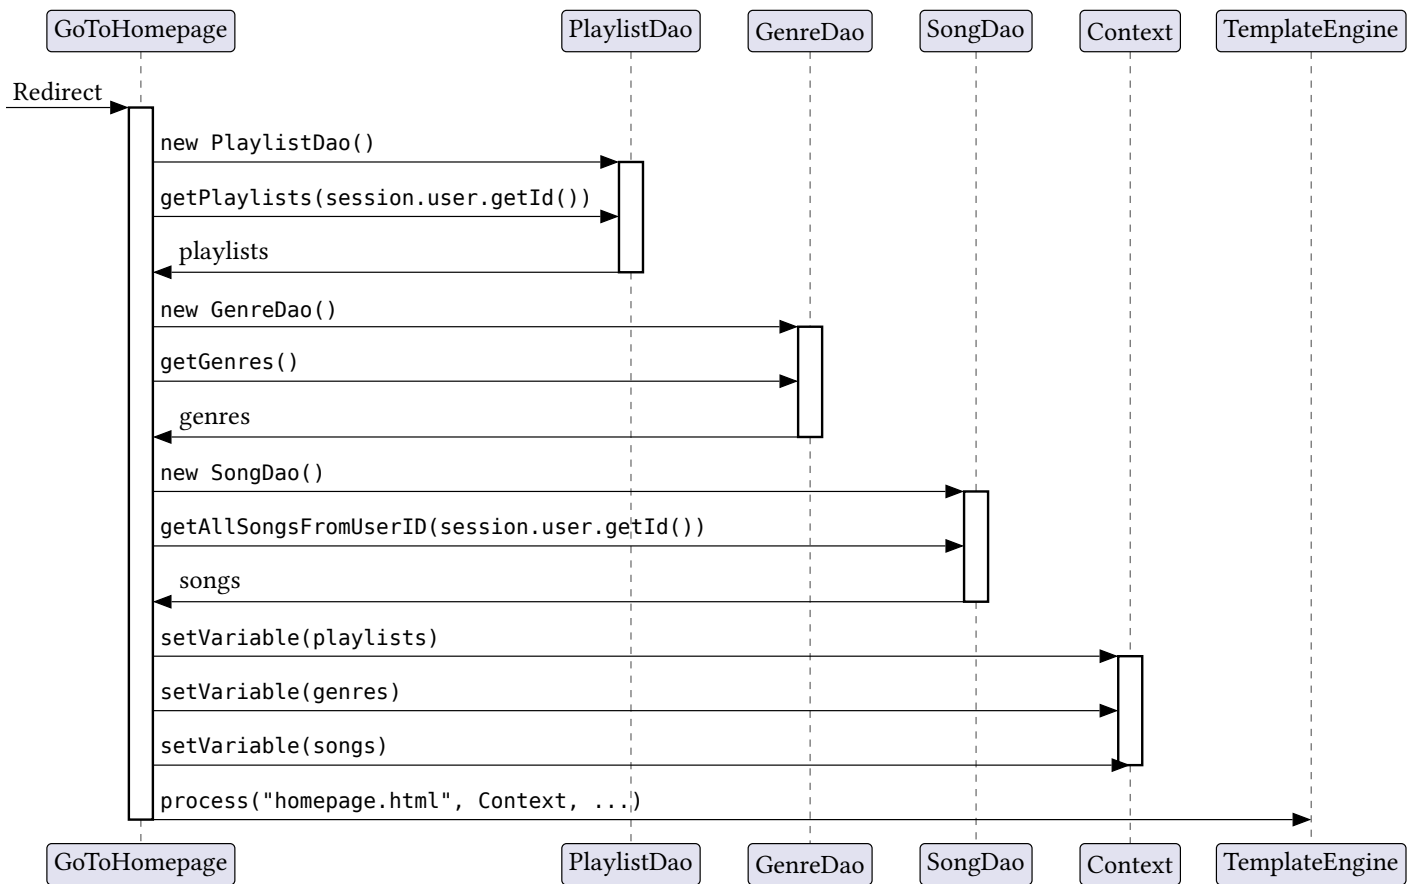 GoToHomepage PlaylistDao GenreDao SongDao Context TemplateEngine
Redirect
new PlaylistDao()
getPlaylists(session.user.getId())
playlists
new GenreDao()
getGenres()
genres
new SongDao()
getAllSongsFromUserID(session.user.getId())
songs
setVariable(playlists)
setVariable(genres)
setVariable(songs)
process("homepage.html", Context, ...)
GoToHomepage PlaylistDao GenreDao SongDao Context TemplateEngine